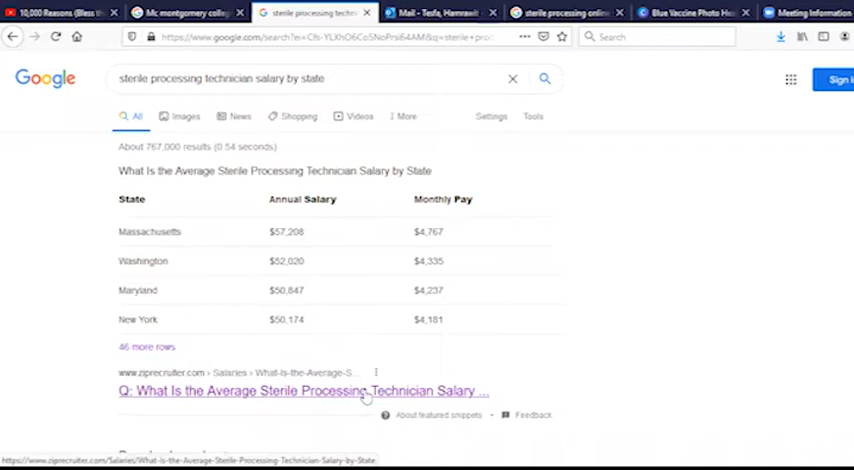 10,000 Reasons (Bless the
Mc montgomery colleg
sterile processing techn
Mail - Tesfa, Hamrawit
sterile processing online
Blue Vaccine Photo Hea
Meeting Information
Search
Google
sterile processing technician salary by state
Sign i
All
Images
News
Shopping
Videos
More
Settings
Tools
About 767,000 results (0.54 seconds)
What Is the Average Sterile Processing Technician Salary by State
State Annual Salary Monthly Pay
Massachusetts $57,208 $4,767
Washington $52,020 $4,335
Maryland $50,847 $4,237
New York $50,174 $4,181
46 more rows
www.ziprecruiter.com › Salaries › What-Is-the-Average-S...
Q: What Is the Average Sterile Processing Technician Salary ...
About featured snippets • Feedback
https://www.ziprecruiter.com/Salaries/What-Is-the-Average-Sterile-Processing-Technician-Salary-by-State